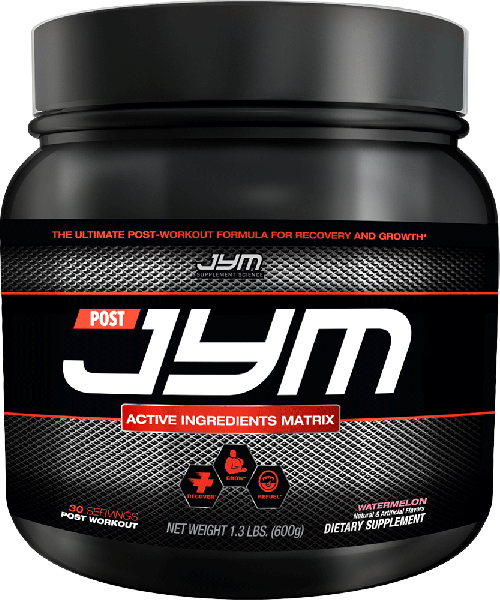 THE ULTIMATE POST-WORKOUT FORMULA FOR RECOVERY AND GROWTH*
JYM
SUPPLEMENT SCIENCE
POST
JYM
ACTIVE INGREDIENTS MATRIX
GROW*
RECOVER*
REFUEL*
WATERMELON
Natural & Artificial Flavors
DIETARY SUPPLEMENT
30 SERVINGS
POST WORKOUT
NET WEIGHT 1.3 LBS. (600g)